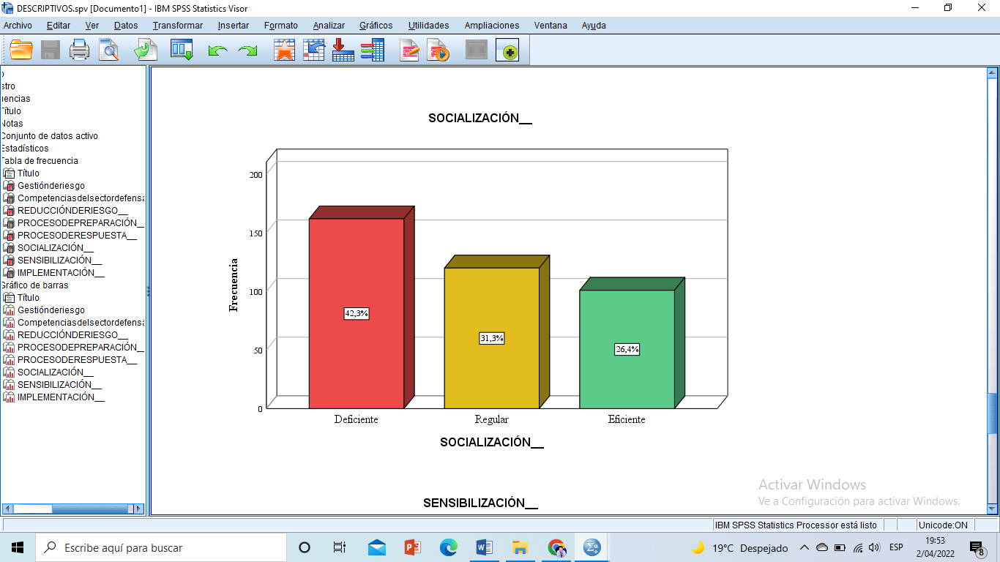 DESCRIPTIVOS.spv [Documento1] - IBM SPSS Statistics Visor
Archivo Editar Ver Datos Transformar Insertar Formato Analizar Gráficos Utilidades Ampliaciones Ventana Ayuda
stro
uencias
Título
Notas
Conjunto de datos activo
Estadísticos
Tabla de frecuencia
Título
Gestiónderiesgo
Competenciasdelsectordefensa
REDUCCIÓNDERIESGO__
PROCESODEPREPARACIÓN__
PROCESODERESPUESTA__
SOCIALIZACIÓN__
SENSIBILIZACIÓN__
IMPLEMENTACIÓN__
Gráfico de barras
Título
Gestiónderiesgo
Competenciasdelsectordefensa
REDUCCIÓNDERIESGO__
PROCESODEPREPARACIÓN__
PROCESODERESPUESTA__
SOCIALIZACIÓN__
SENSIBILIZACIÓN__
IMPLEMENTACIÓN__
SOCIALIZACIÓN__
Frecuencia
200
150
100
50
0
42,3%
31,3%
26,4%
Deficiente Regular Eficiente
SOCIALIZACIÓN__
SENSIBILIZACIÓN__
Activar Windows
Ve a Configuración para activar Windows.
IBM SPSS Statistics Processor está listo Unicode:ON
Escribe aquí para buscar
19°C Despejado
ESP
19:53
2/04/2022
8